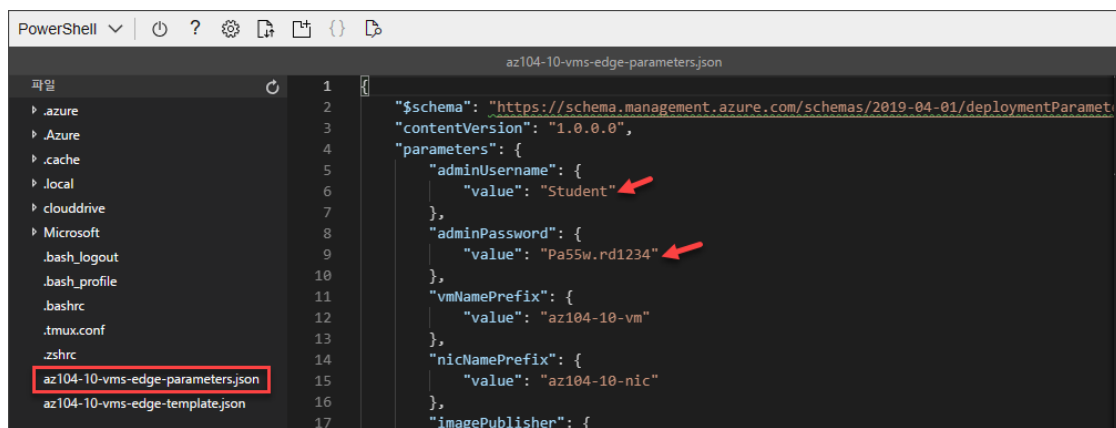 PowerShell
az104-10-vms-edge-parameters.json
파일
.azure
.Azure
.cache
.local
clouddrive
Microsoft
.bash_logout
.bash_profile
.bashrc
.tmux.conf
.zshrc
az104-10-vms-edge-parameters.json
az104-10-vms-edge-template.json
1 {
2 "$schema": "https://schema.management.azure.com/schemas/2019-04-01/deploymentParamet
3 "contentVersion": "1.0.0.0",
4 "parameters": {
5 "adminUsername": {
6 "value": "Student"
7 },
8 "adminPassword": {
9 "value": "Pa55w.rd1234"
10 },
11 "vmNamePrefix": {
12 "value": "az104-10-vm"
13 },
14 "nicNamePrefix": {
15 "value": "az104-10-nic"
16 },
17 "imagePublisher": {